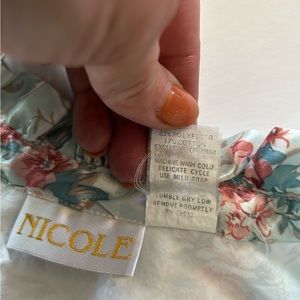 83% POLYESTER
17% COTTON
EXCLUSIVE OF TRIM
MACHINE WASH COLD
DELICATE CYCLE
USE MILD SOAP
TUMBLE DRY LOW
REMOVE PROMPTLY
RN
NICOLE